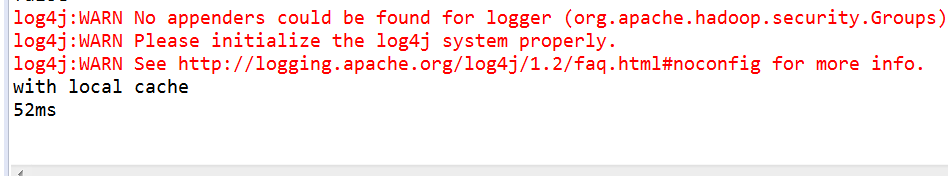 log4j:WARN No appenders could be found for logger (org.apache.hadoop.security.Groups)
log4j:WARN Please initialize the log4j system properly.
log4j:WARN See http://logging.apache.org/log4j/1.2/faq.html#noconfig for more info.
with local cache
52ms